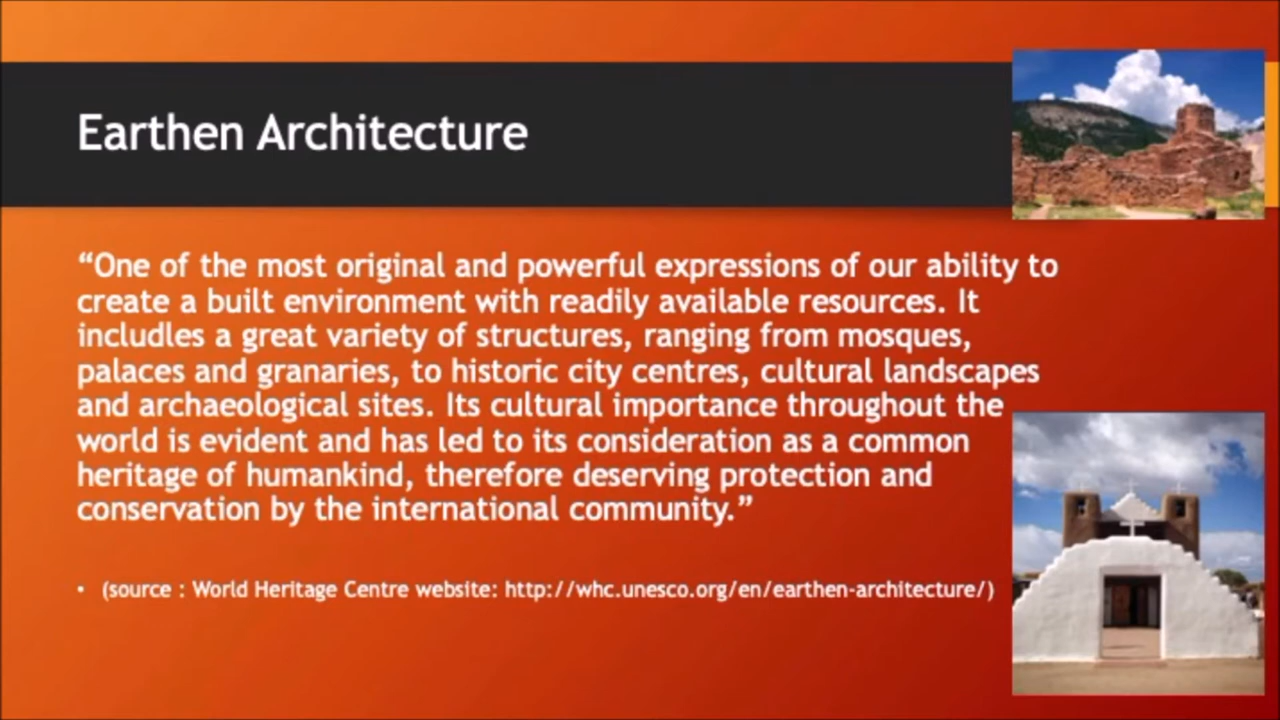 Earthen Architecture
“One of the most original and powerful expressions of our ability to
create a built environment with readily available resources. It
includles a great variety of structures, ranging from mosques,
palaces and granaries, to historic city centres, cultural landscapes
and archaeological sites. Its cultural importance throughout the
world is evident and has led to its consideration as a common
heritage of humankind, therefore deserving protection and
conservation by the international community.”
• (source : World Heritage Centre website: http://whc.unesco.org/en/earthen-architecture/)